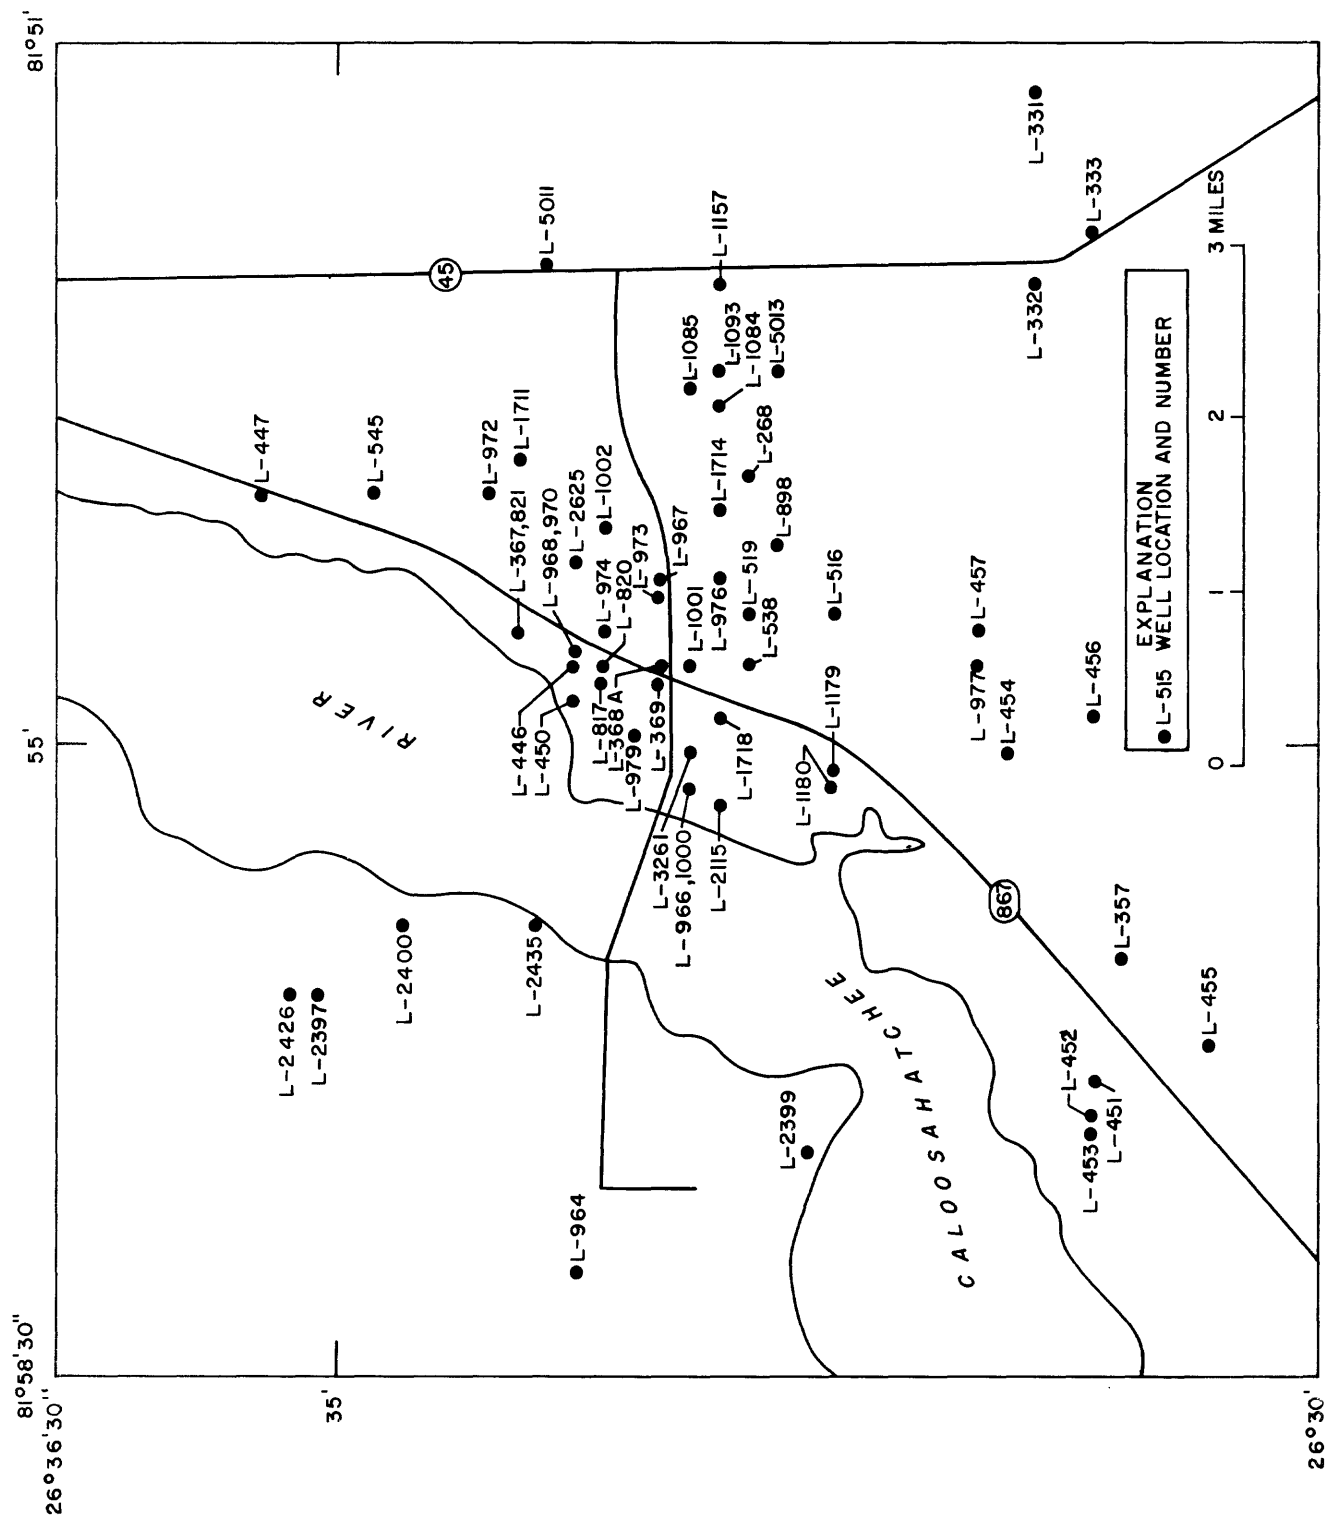 81°51'
55'
81°58'30"
26°36'30"
35'
26°30'
RIVER
CALOOSAHATCHEE
45
867
L-447
L-545
L-972
L-1711
L-5011
L-367,821
L-968,970
L-2625
L-1002
L-974
L-820
L-973
L-967
L-446
L-450
L-817
L-368A
L-979
L-369
L-1001
L-976
L-1714
L-1085
L-1093
L-1084
L-1157
L-5013
L-268
L-898
L-519
L-538
L-516
L-3261
L-966,1000
L-2115
L-1718
L-1180
L-1179
L-977
L-457
L-454
L-456
L-331
L-332
L-333
L-2426
L-2397
L-2400
L-2435
L-964
L-2399
L-357
L-455
L-452
L-453
L-451
EXPLANATION
L-515 WELL LOCATION AND NUMBER
0 1 2 3 MILES